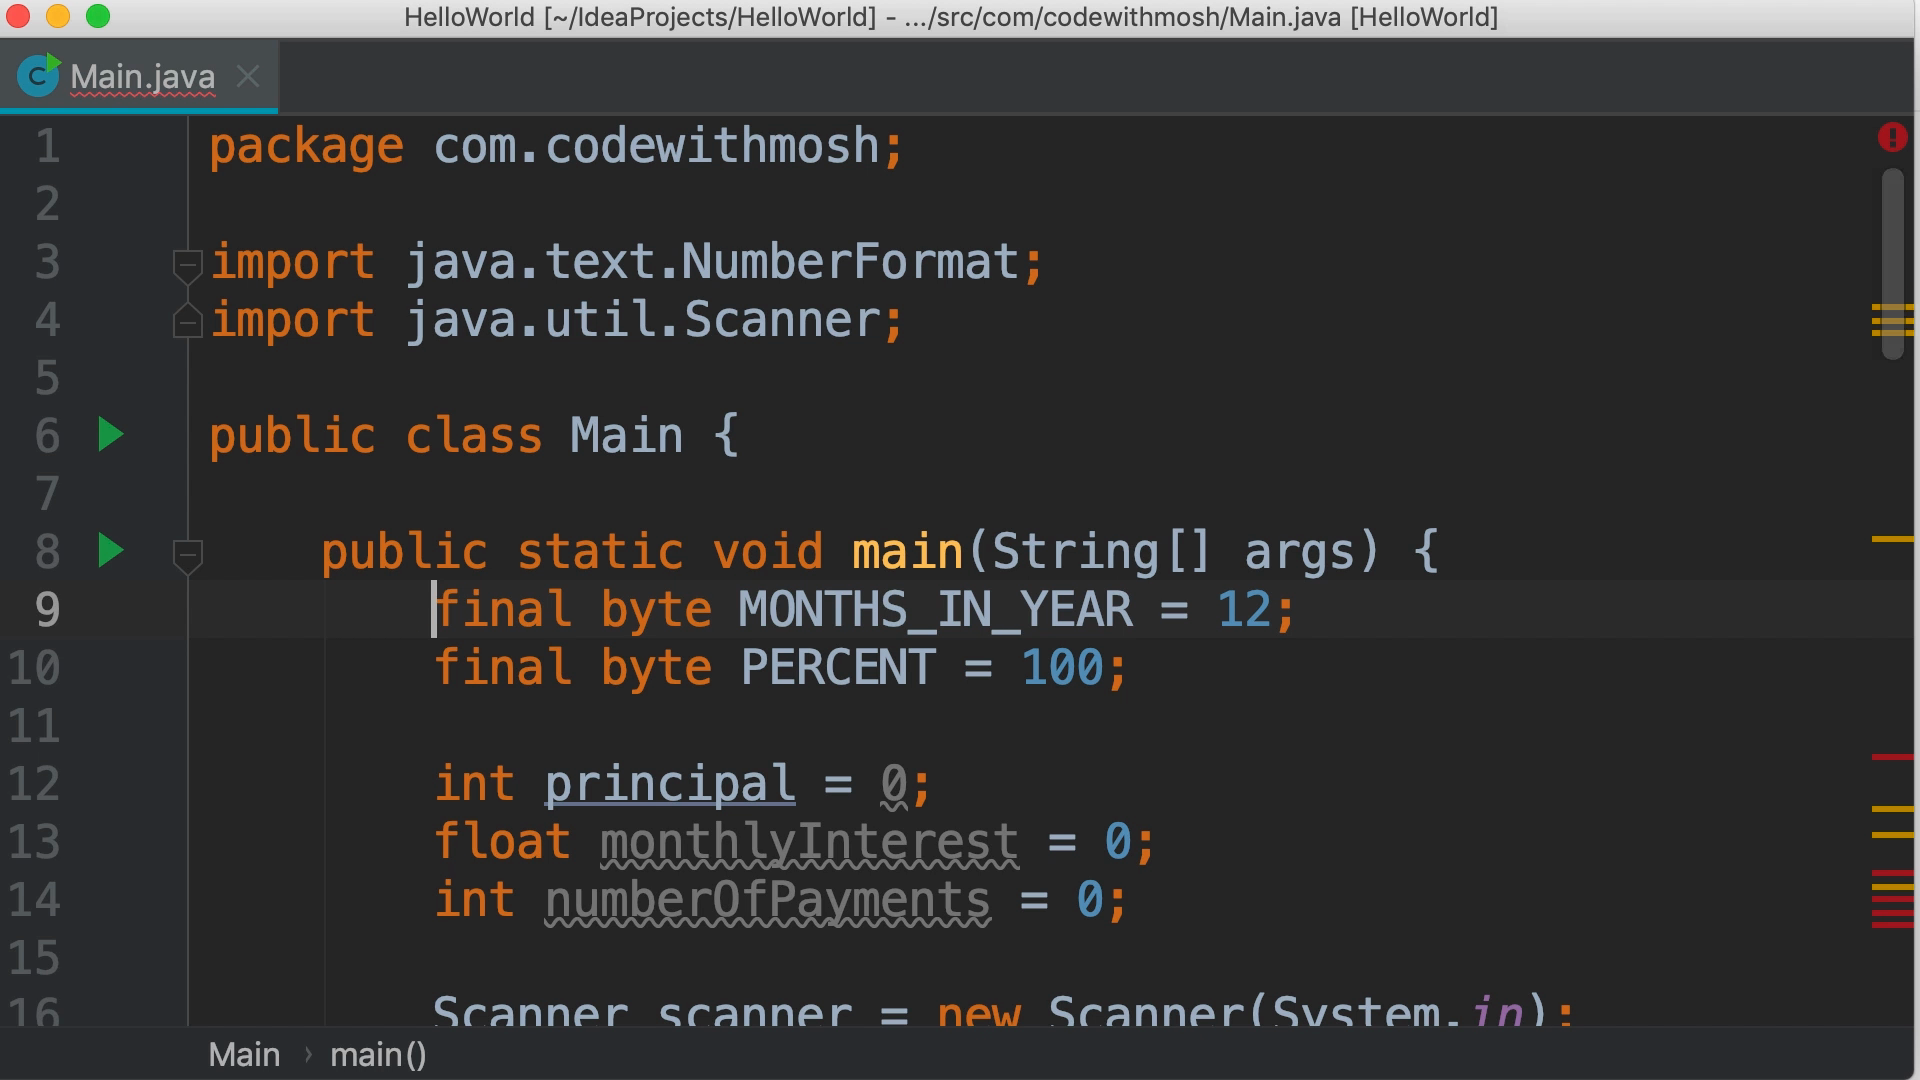 HelloWorld [~/IdeaProjects/HelloWorld] - .../src/com/codewithmosh/Main.java [HelloWorld]
C Main.java
1 package com.codewithmosh;
2
3 import java.text.NumberFormat;
4 import java.util.Scanner;
5
6 public class Main {
7
8 public static void main(String[] args) {
9 final byte MONTHS_IN_YEAR = 12;
10 final byte PERCENT = 100;
11
12 int principal = 0;
13 float monthlyInterest = 0;
14 int numberOfPayments = 0;
15
16 Scanner scanner = new Scanner(System.in);
Main › main()